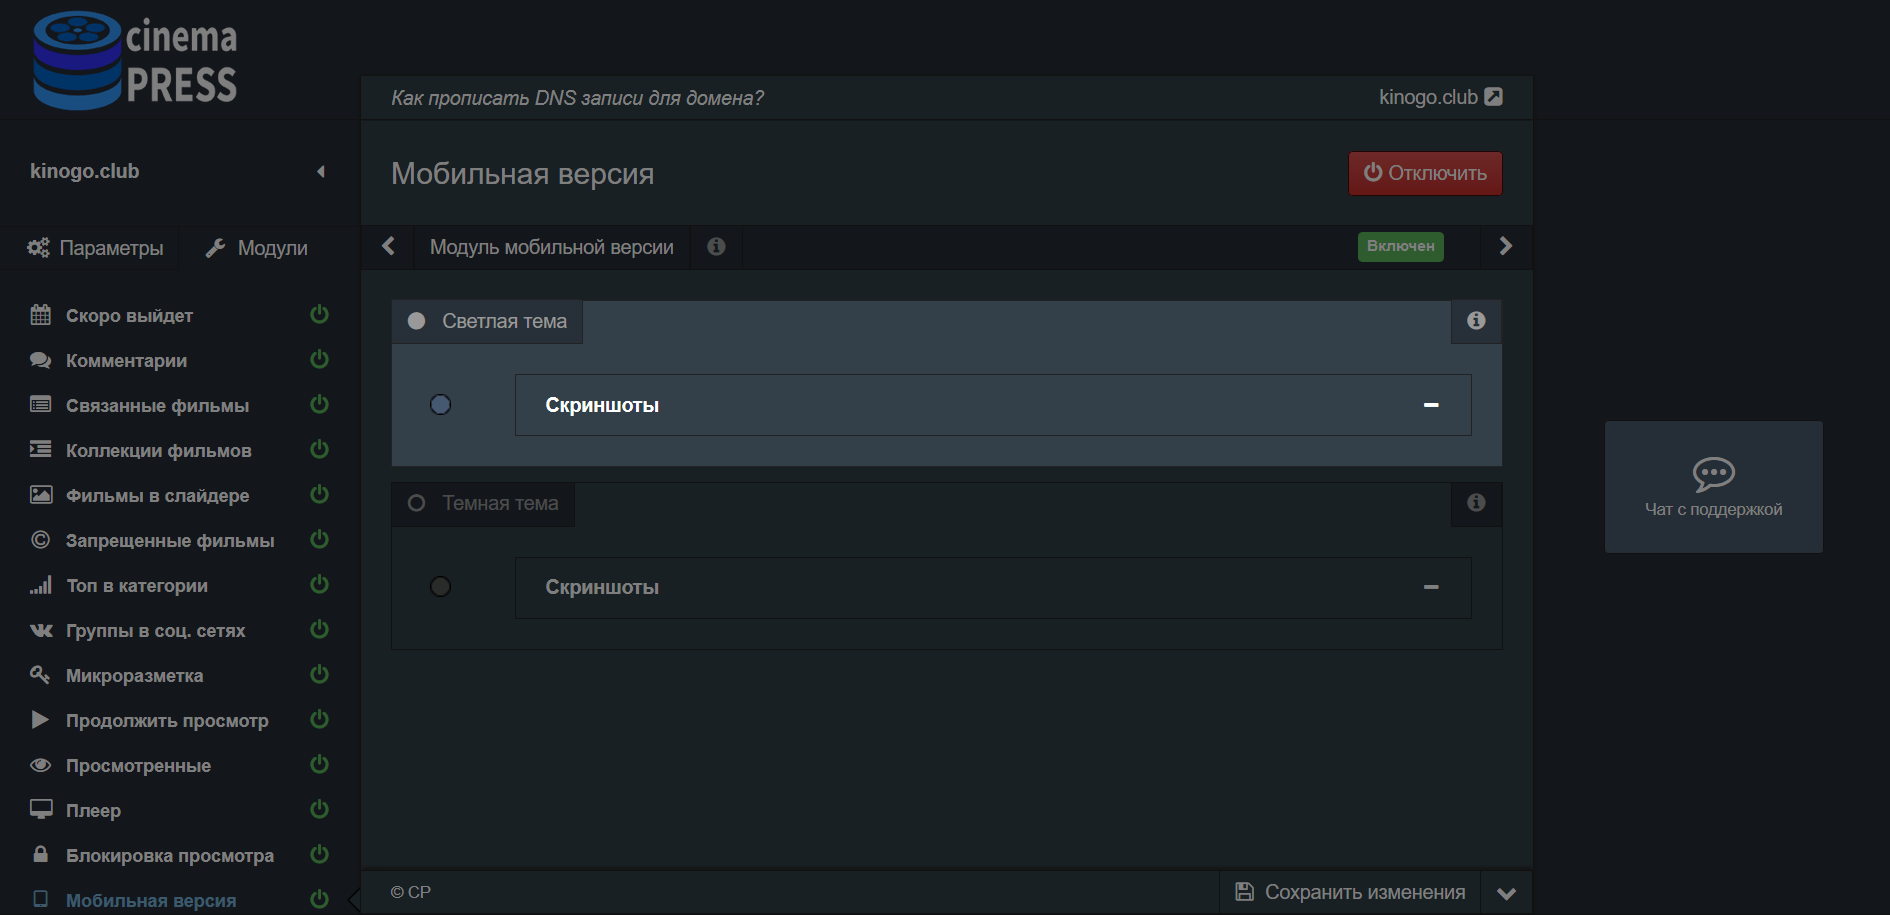 cinema
PRESS
Как прописать DNS записи для домена?
kinogo.club
kinogo.club
Мобильная версия
Отключить
Параметры
Модули
Модуль мобильной версии
Включен
Скоро выйдет
Комментарии
Связанные фильмы
Коллекции фильмов
Фильмы в слайдере
Запрещенные фильмы
Топ в категории
Группы в соц. сетях
Микроразметка
Продолжить просмотр
Просмотренные
Плеер
Блокировка просмотра
Мобильная версия
Светлая тема
Скриншоты
Темная тема
Скриншоты
Чат с поддержкой
© CP
Сохранить изменения